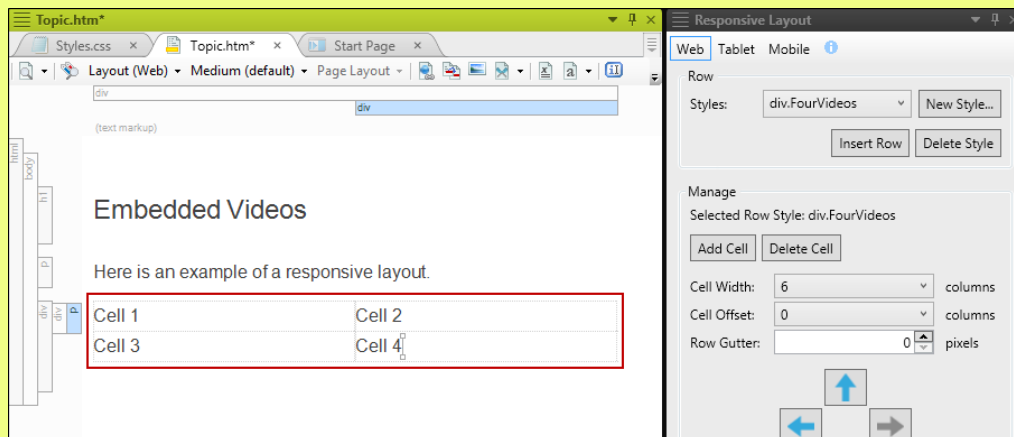 Topic.htm*
Styles.css × Topic.htm* × Start Page ×
Layout (Web) Medium (default) Page Layout a
div
div
(text markup)
html
body
h1
Embedded Videos
p
Here is an example of a responsive layout.
div div p
Cell 1 Cell 2
Cell 3 Cell 4
Responsive Layout
Web Tablet Mobile i
Row
Styles: div.FourVideos New Style...
Insert Row Delete Style
Manage
Selected Row Style: div.FourVideos
Add Cell Delete Cell
Cell Width: 6 columns
Cell Offset: 0 columns
Row Gutter: 0 pixels